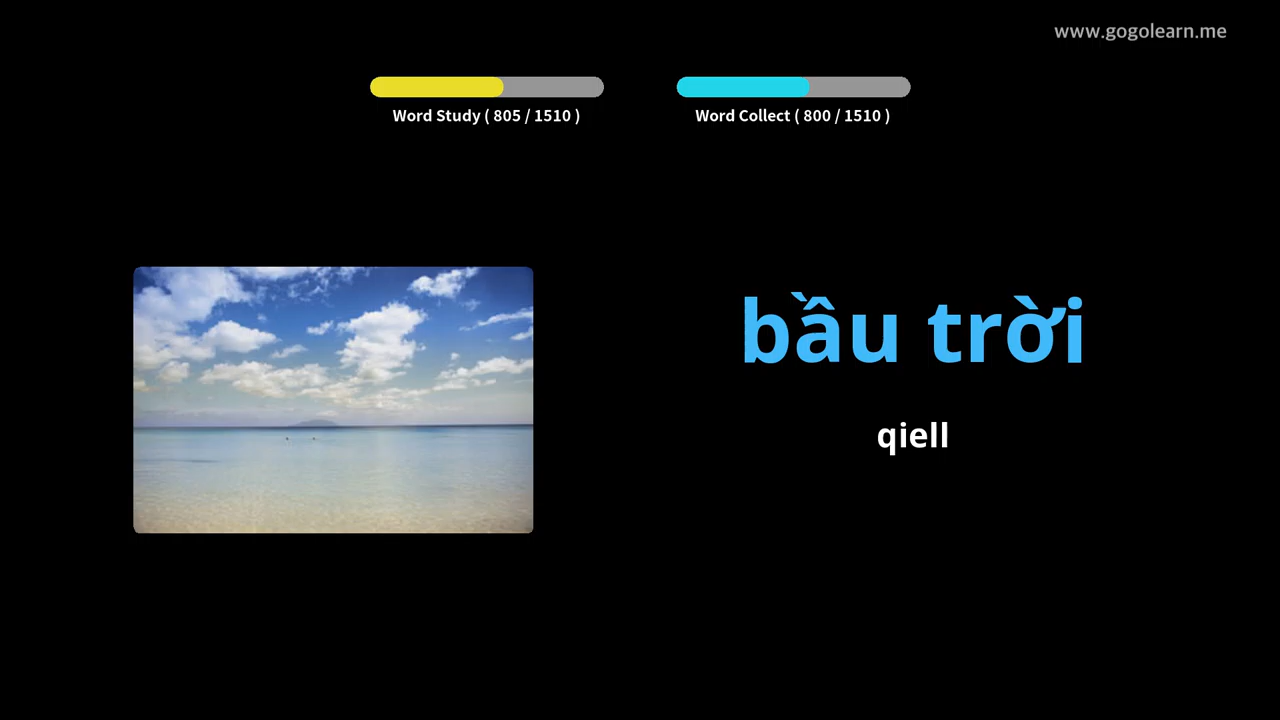 www.gogolearn.me
Word Study ( 805 / 1510 )
Word Collect ( 800 / 1510 )
bầu trời
qiell